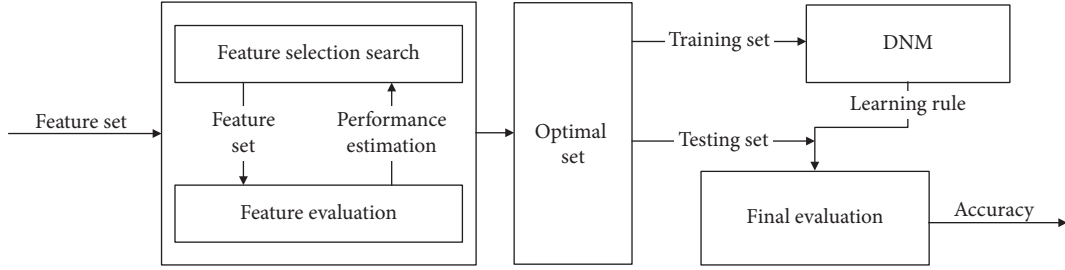 Feature set
Feature selection search
Feature
set
Performance
estimation
Feature evaluation
Optimal
set
Training set
DNM
Learning rule
Testing set
Final evaluation
Accuracy